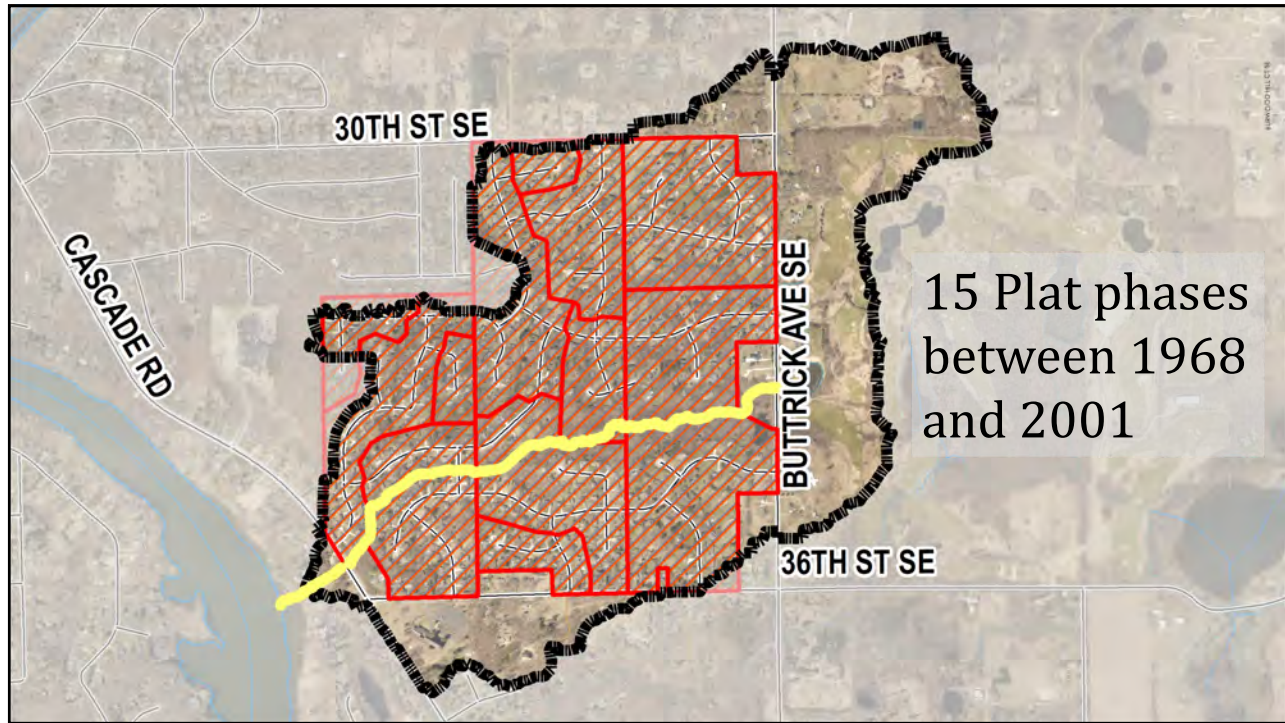 30TH ST SE
CASCADE RD
BUTTRICK AVE SE
36TH ST SE
15 Plat phases
between 1968
and 2001